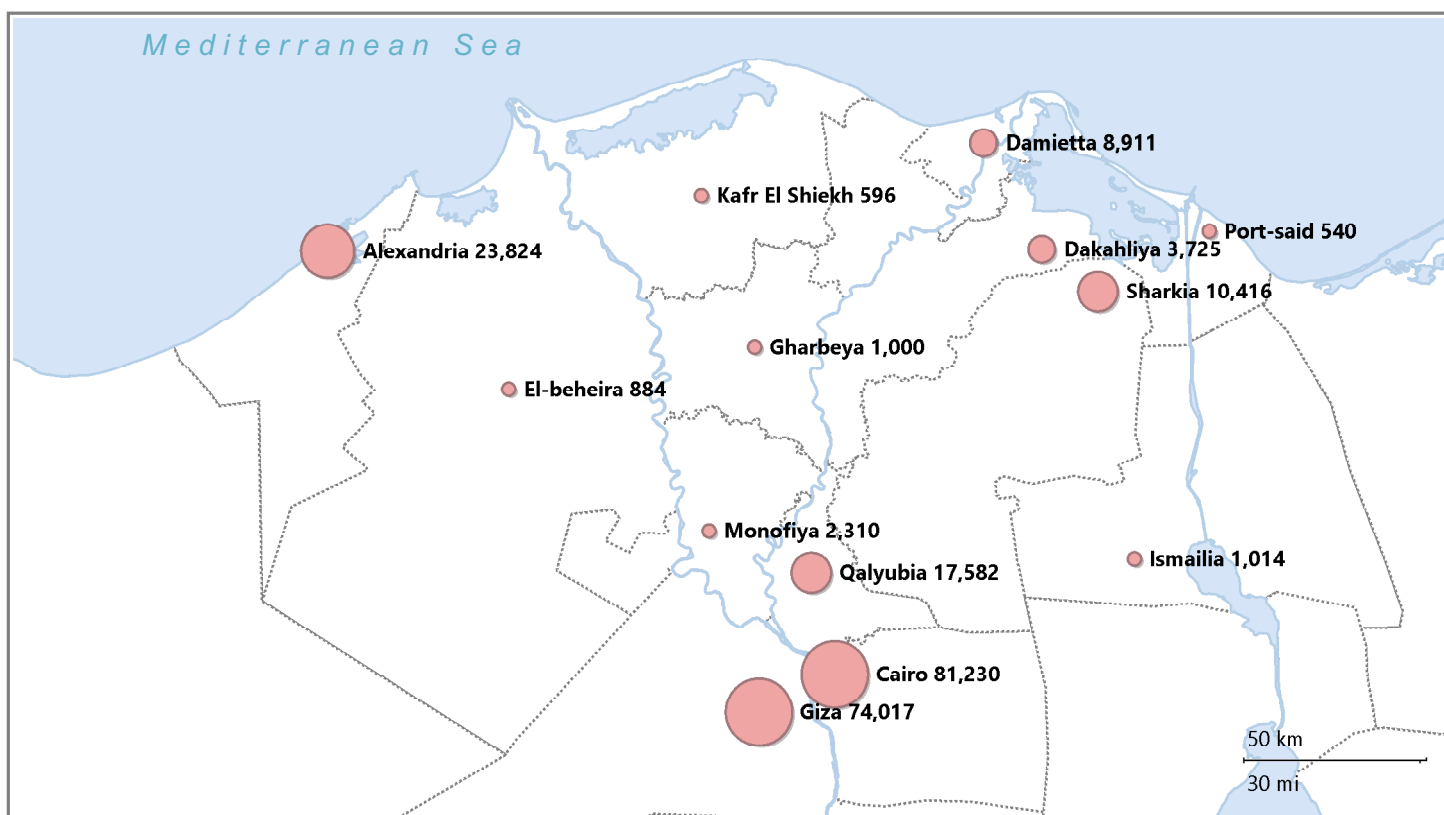 Mediterranean Sea
Damietta 8,911
Kafr El Shiekh 596
Port-said 540
Alexandria 23,824
Dakahliya 3,725
Sharkia 10,416
Gharbeya 1,000
El-beheira 884
Monofiya 2,310
Ismailia 1,014
Qalyubia 17,582
Cairo 81,230
Giza 74,017
50 km
30 mi